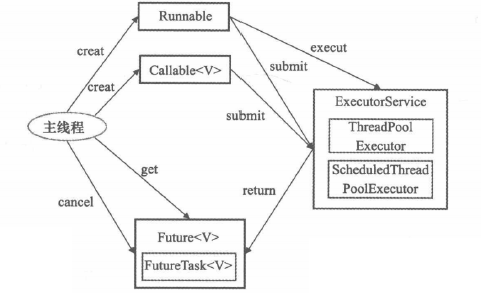 Runnable
creat
execut
submit
Callable<V>
creat
submit
ExecutorService
ThreadPool
Executor
ScheduledThread
PoolExecutor
主线程
get
return
cancel
Future<V>
FutureTask<V>